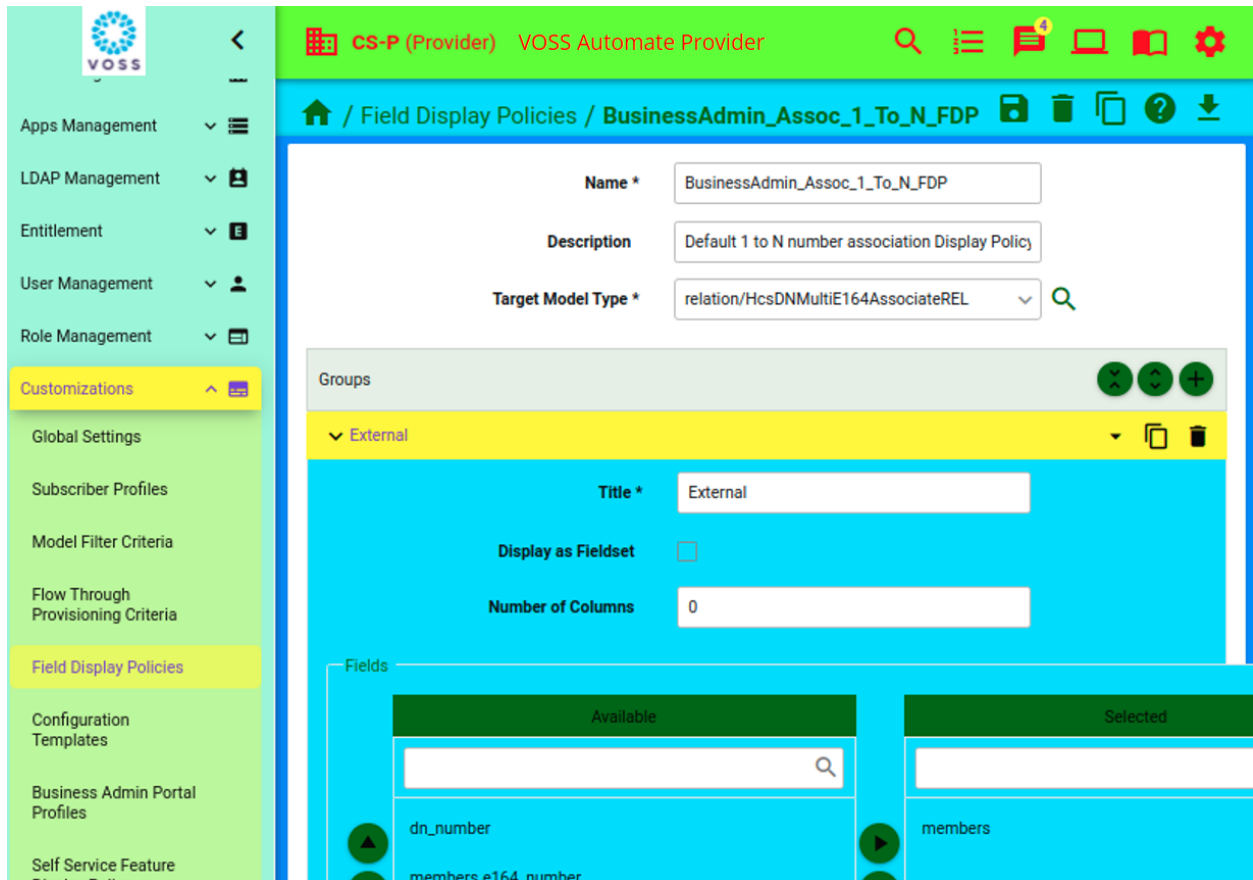 VOSS
CS-P (Provider) VOSS Automate Provider
4
/ Field Display Policies / BusinessAdmin_Assoc_1_To_N_FDP
Apps Management
LDAP Management
Entitlement
E
User Management
Role Management
Customizations
Global Settings
Subscriber Profiles
Model Filter Criteria
Flow Through
Provisioning Criteria
Field Display Policies
Configuration
Templates
Business Admin Portal
Profiles
Self Service Feature
Name * BusinessAdmin_Assoc_1_To_N_FDP
Description Default 1 to N number association Display Policy
Target Model Type * relation/HcsDNMultiE164AssociateREL
Groups
External
Title * External
Display as Fieldset
Number of Columns 0
Fields
Available Selected
dn_number members
members.e164_number